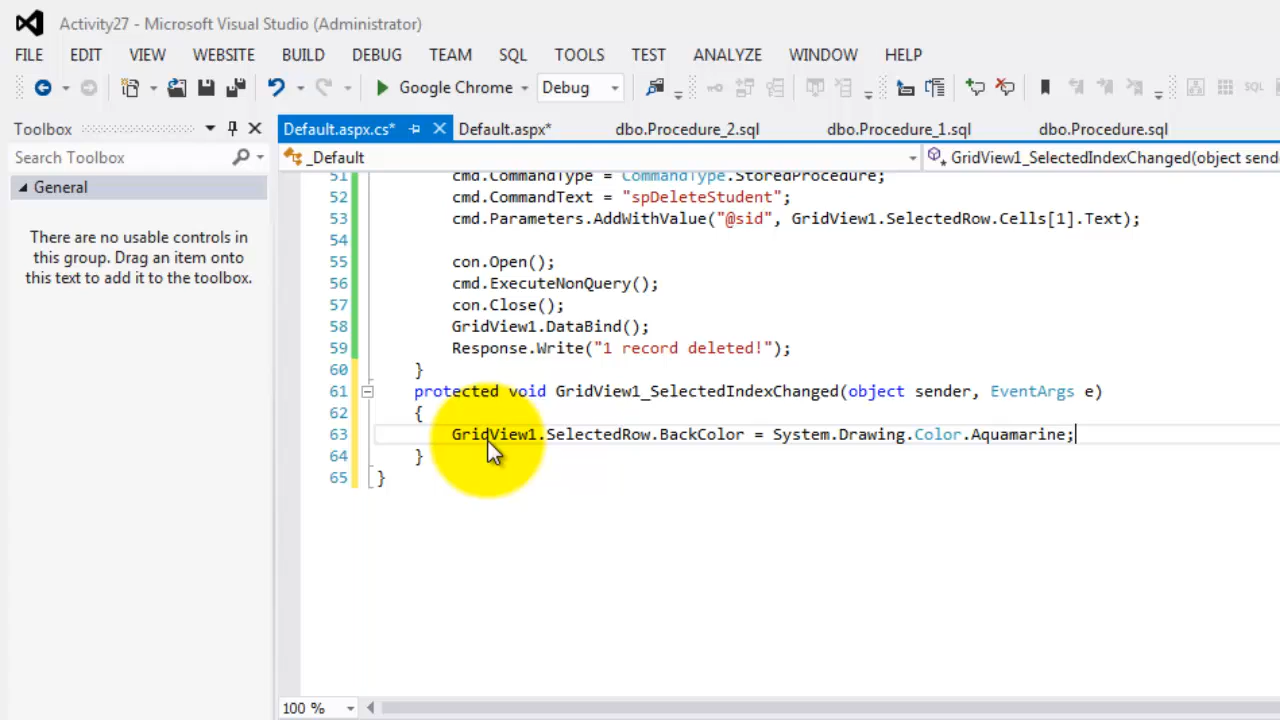 Activity27 - Microsoft Visual Studio (Administrator)
FILE EDIT VIEW WEBSITE BUILD DEBUG TEAM SQL TOOLS TEST ANALYZE WINDOW HELP
Google Chrome Debug
Toolbox
Default.aspx.cs* Default.aspx* dbo.Procedure_2.sql dbo.Procedure_1.sql dbo.Procedure.sql
Search Toolbox
_Default GridView1_SelectedIndexChanged(object send
General
There are no usable controls in
this group. Drag an item onto
this text to add it to the toolbox.
51 cmd.CommandType = CommandType.StoredProcedure;
52 cmd.CommandText = "spDeleteStudent";
53 cmd.Parameters.AddWithValue("@sid", GridView1.SelectedRow.Cells[1].Text);
54
55 con.Open();
56 cmd.ExecuteNonQuery();
57 con.Close();
58 GridView1.DataBind();
59 Response.Write("1 record deleted!");
60 }
61 protected void GridView1_SelectedIndexChanged(object sender, EventArgs e)
62 {
63 GridView1.SelectedRow.BackColor = System.Drawing.Color.Aquamarine;
64 }
65 }
100 %